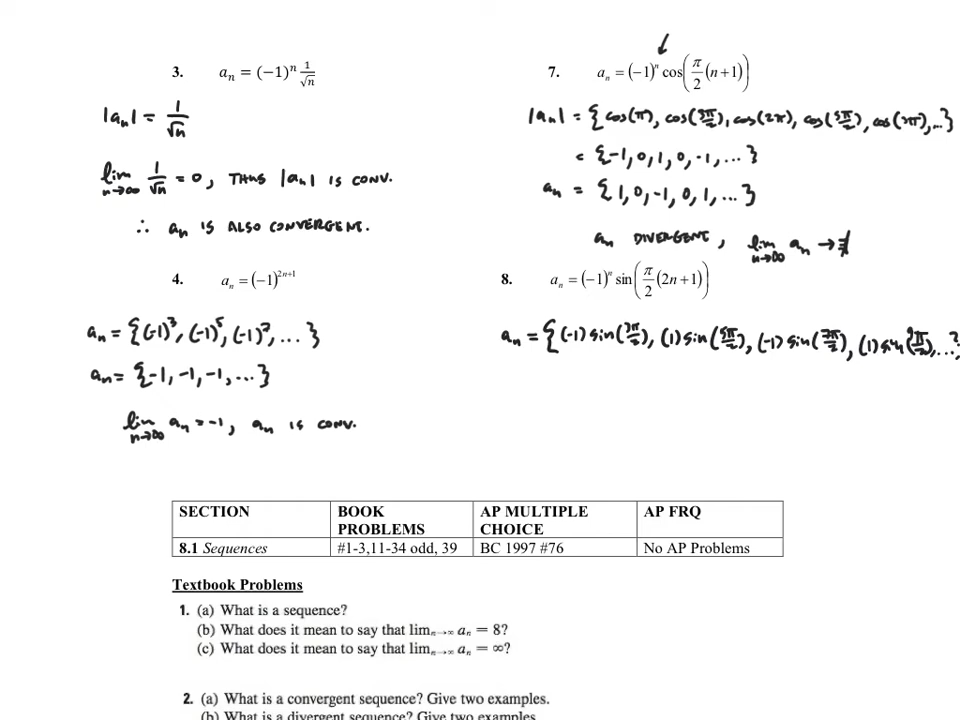 3. aₙ = (−1)ⁿ 1/√n
|aₙ| = 1/√n
lim n→∞ 1/√n = 0, THUS |aₙ| IS CONV.
∴ aₙ IS ALSO CONVERGENT.
4. aₙ = (−1)²ⁿ⁺¹
aₙ = {(-1)³, (-1)⁵, (-1)⁷, ... }
aₙ = {-1, -1, -1, ... }
lim n→∞ aₙ = -1, aₙ IS CONV.
↓
7. aₙ = (−1)ⁿ cos(π/2 (n+1))
|aₙ| = {cos(π), cos(3π/2), cos(2π), cos(5π/2), cos(3π), ...}
= {-1, 0, 1, 0, -1, ... }
aₙ = {1, 0, -1, 0, 1, ... }
aₙ DIVERGENT, lim n→∞ aₙ → ∄
8. aₙ = (−1)ⁿ sin(π/2 (2n+1))
aₙ = {(-1) sin(3π/2), (1) sin(5π/2), (-1) sin(7π/2), (1) sin(9π/2), ...
SECTION BOOK PROBLEMS AP MULTIPLE CHOICE AP FRQ
8.1 Sequences #1-3,11-34 odd, 39 BC 1997 #76 No AP Problems
Textbook Problems
1. (a) What is a sequence?
(b) What does it mean to say that limₙ→∞ aₙ = 8?
(c) What does it mean to say that limₙ→∞ aₙ = ∞?
2. (a) What is a convergent sequence? Give two examples.
(b) What is a divergent sequence? Give two examples.